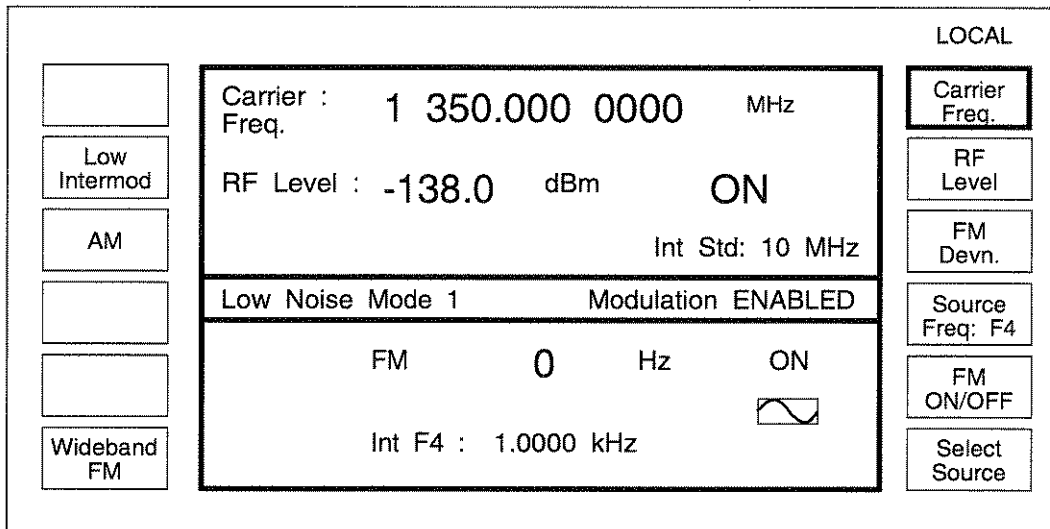 LOCAL
Low
Intermod
AM
Wideband
FM
Carrier :
Freq.
1 350.000 0000 MHz
RF Level : -138.0 dBm ON
Int Std: 10 MHz
Low Noise Mode 1 Modulation ENABLED
FM 0 Hz ON
Int F4 : 1.0000 kHz
Carrier
Freq.
RF
Level
FM
Devn.
Source
Freq: F4
FM
ON/OFF
Select
Source